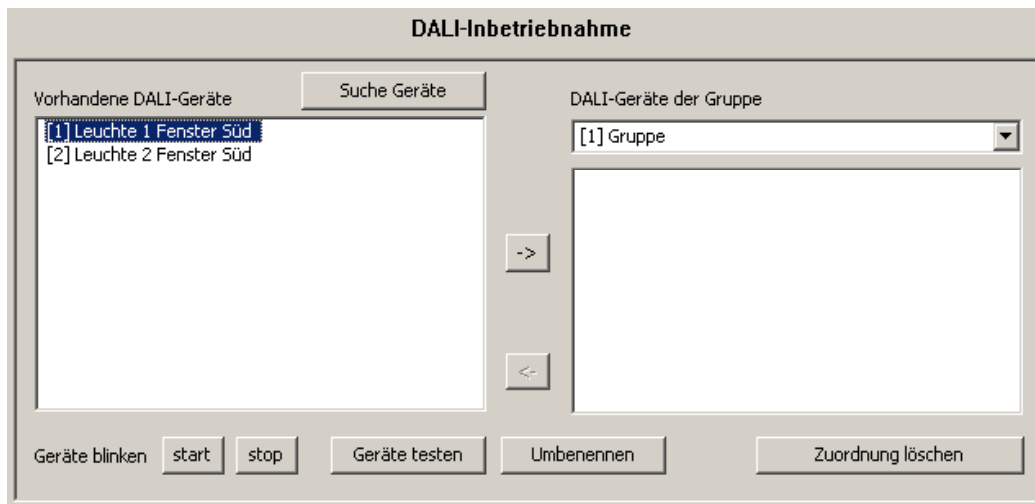 DALI-Inbetriebnahme
Vorhandene DALI-Geräte
Suche Geräte
DALI-Geräte der Gruppe
[1] Leuchte 1 Fenster Süd
[2] Leuchte 2 Fenster Süd
[1] Gruppe
->
<-
Geräte blinken
start
stop
Geräte testen
Umbenennen
Zuordnung löschen